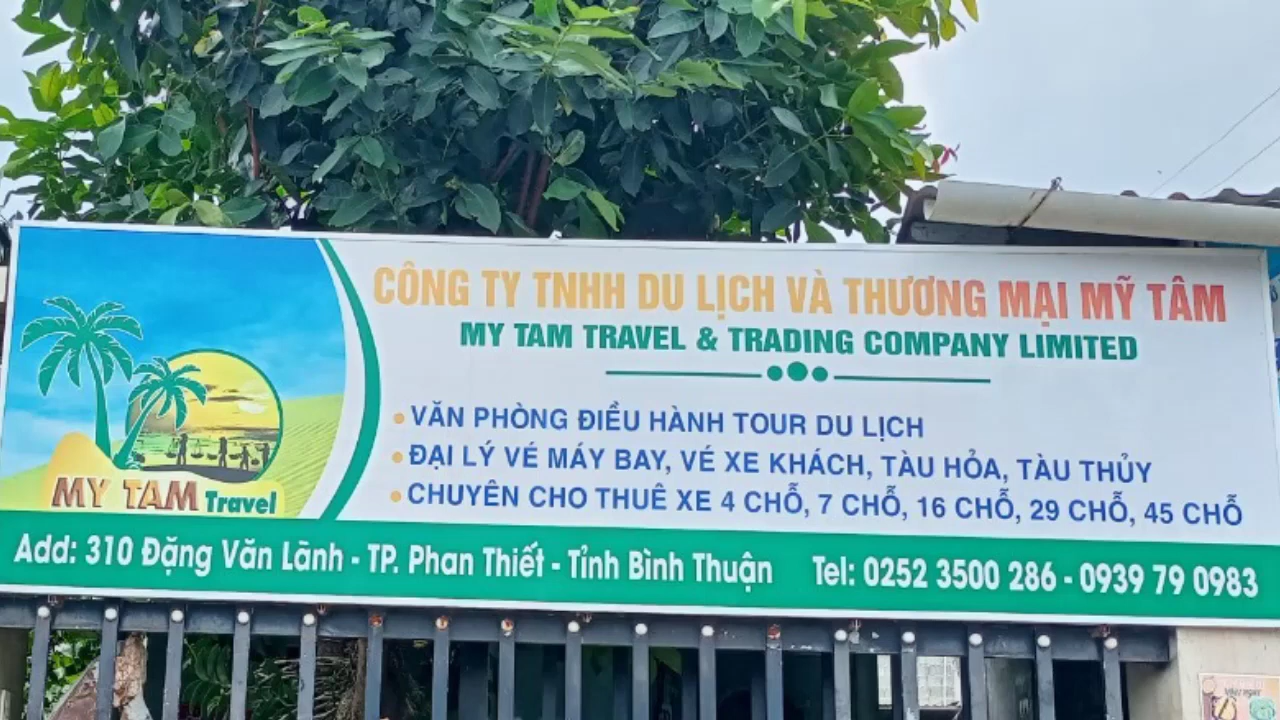 CÔNG TY TNHH DU LỊCH VÀ THƯƠNG MẠI MỸ TÂM
MY TAM TRAVEL & TRADING COMPANY LIMITED
• VĂN PHÒNG ĐIỀU HÀNH TOUR DU LỊCH
• ĐẠI LÝ VÉ MÁY BAY, VÉ XE KHÁCH, TÀU HỎA, TÀU THỦY
• CHUYÊN CHO THUÊ XE 4 CHỖ, 7 CHỖ, 16 CHỖ, 29 CHỖ, 45 CHỖ
MY TAM Travel
Add: 310 Đặng Văn Lãnh - TP. Phan Thiết - Tỉnh Bình Thuận Tel: 0252 3500 286 - 0939 79 0983